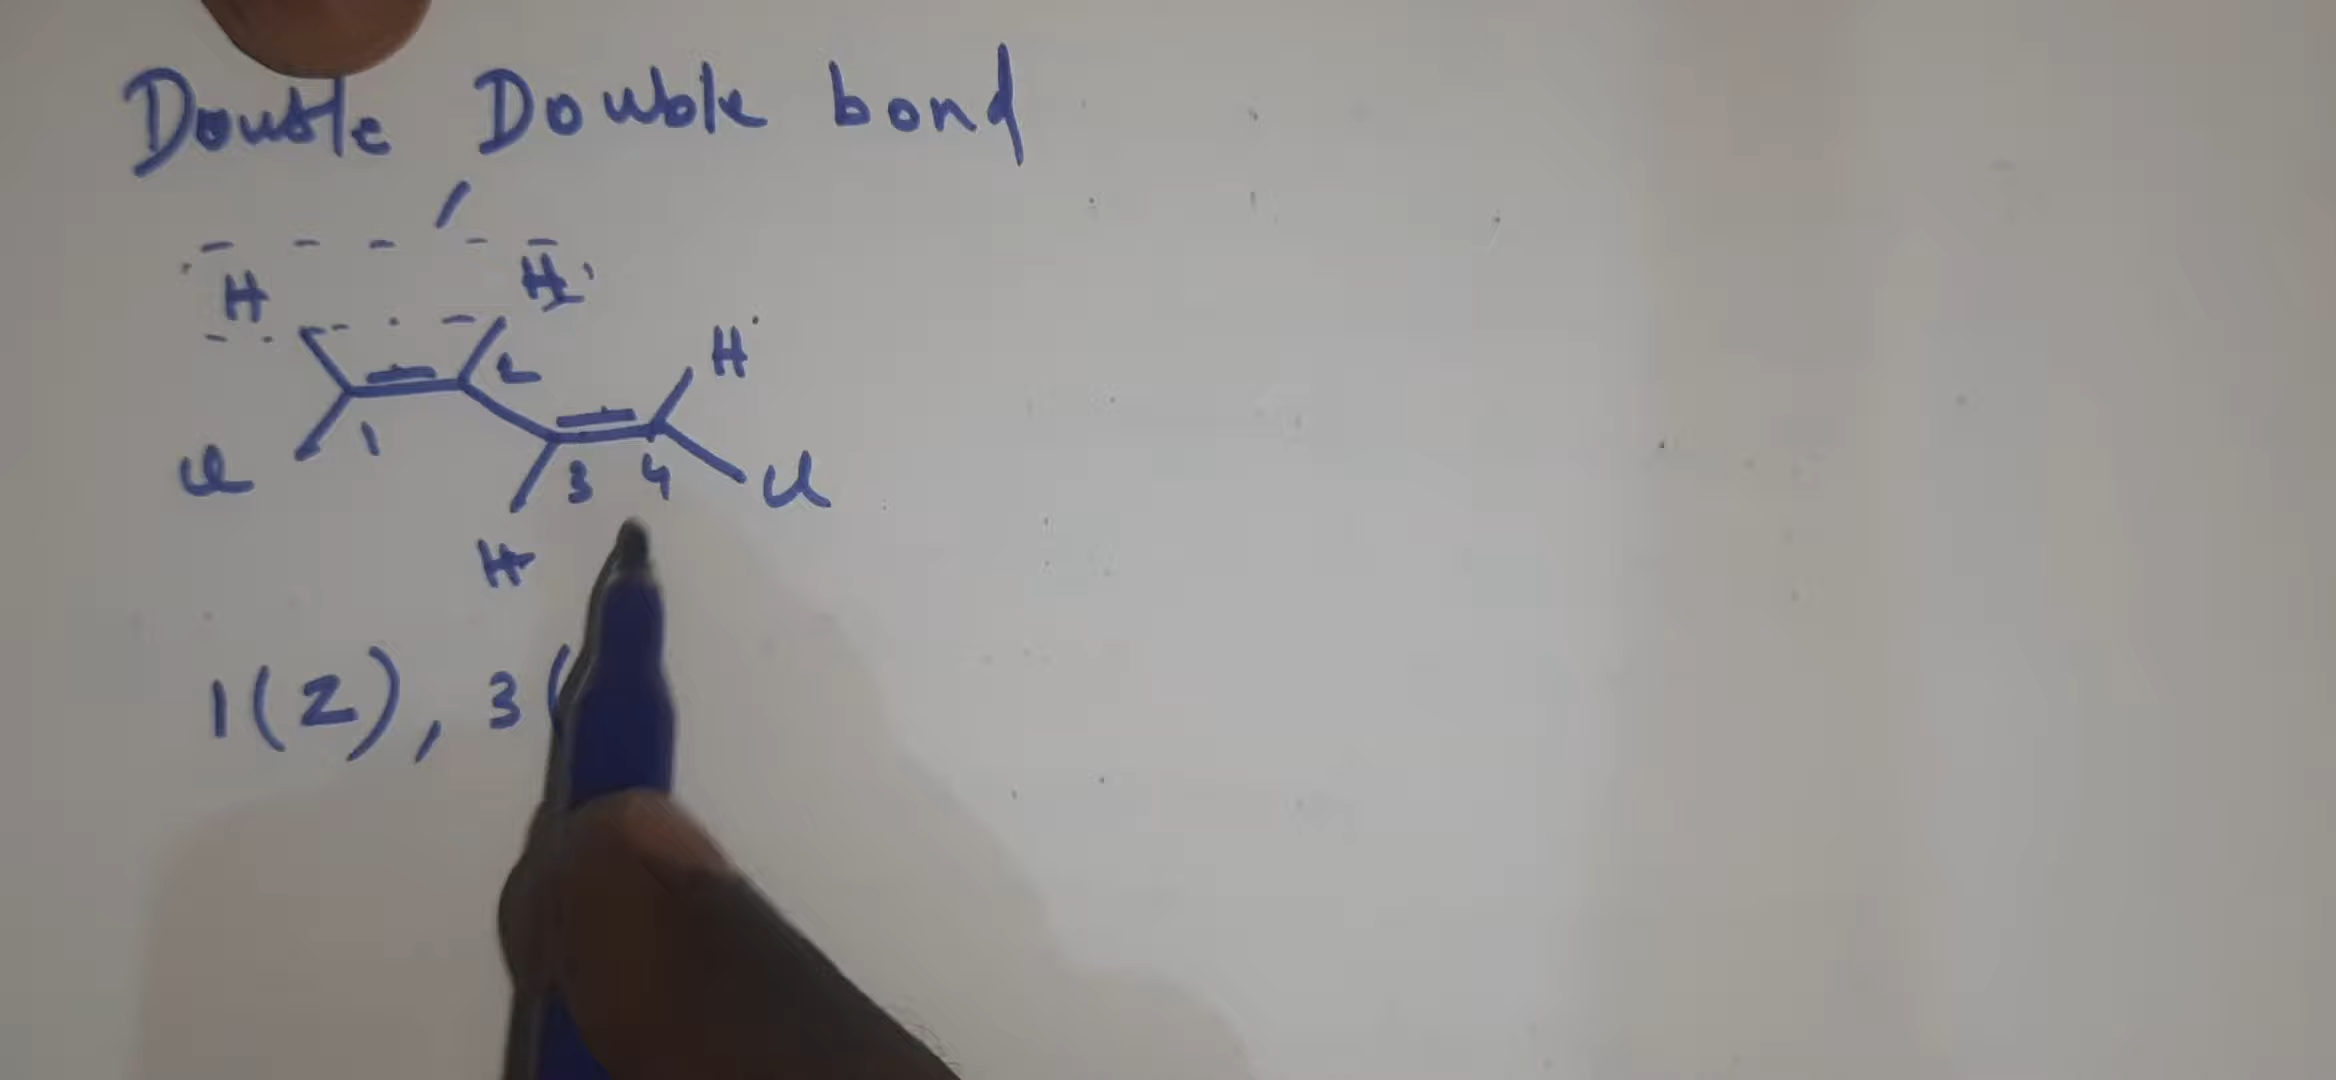 Double Double bond
H H
H
1 2
Cl 3 4 Cl
H
1(Z), 3(